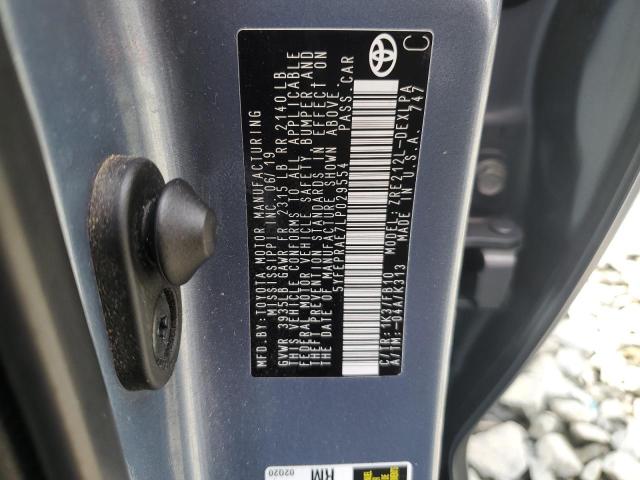 MFD.BY:TOYOTA MOTOR MANUFACTURING
MISSISSIPPI INC. 06/19
GVWR 3935LB GAWR FR 2315 LB RR 2140 LB
THIS VEHICLE CONFORMS TO ALL APPLICABLE
FEDERAL MOTOR VEHICLE SAFETY, BUMPER, AND
THEFT PREVENTION STANDARDS IN EFFECT ON
THE DATE OF MANUFACTURE SHOWN ABOVE.
5YFEPRAE7LP029554 PASS.CAR
C/TR:1K3/FB10
A/TM:-04A/K313
MODEL:ZRE212L-DEXLPA
MADE IN U.S.A. 747
C
02020
RM